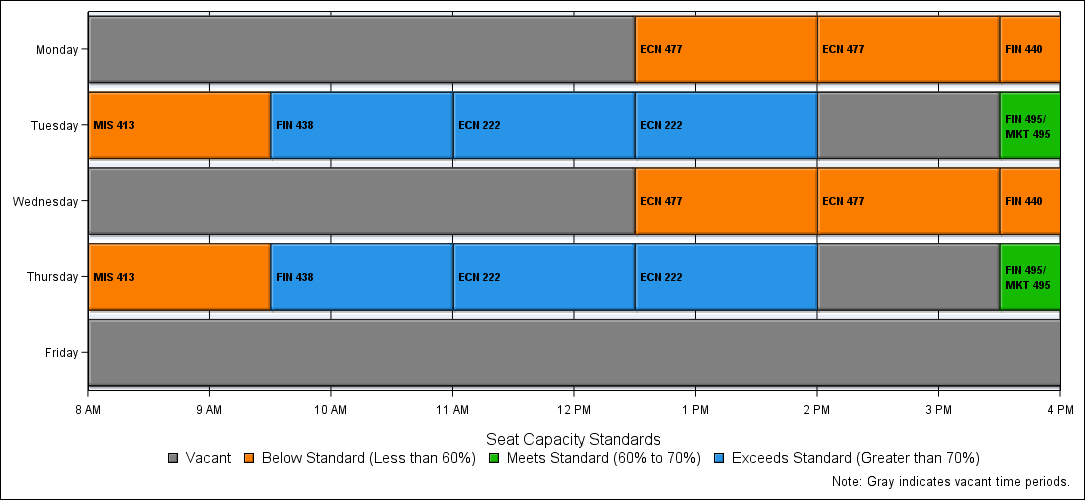 Monday
ECN 477
ECN 477
FIN 440
Tuesday
MIS 413
FIN 438
ECN 222
ECN 222
FIN 495/
MKT 495
Wednesday
ECN 477
ECN 477
FIN 440
Thursday
MIS 413
FIN 438
ECN 222
ECN 222
FIN 495/
MKT 495
Friday
8 AM 9 AM 10 AM 11 AM 12 PM 1 PM 2 PM 3 PM 4 PM
Seat Capacity Standards
Vacant Below Standard (Less than 60%) Meets Standard (60% to 70%) Exceeds Standard (Greater than 70%)
Note: Gray indicates vacant time periods.